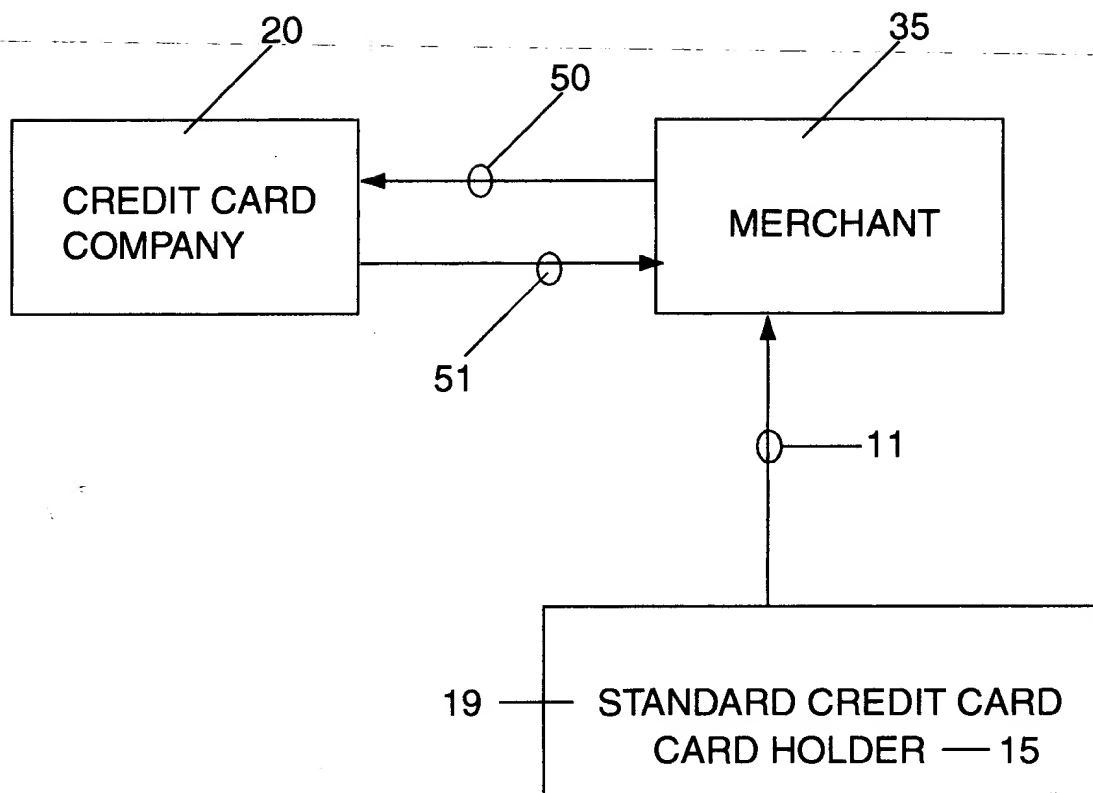 20
35
50
CREDIT CARD
COMPANY
MERCHANT
51
11
19 STANDARD CREDIT CARD
CARD HOLDER 15